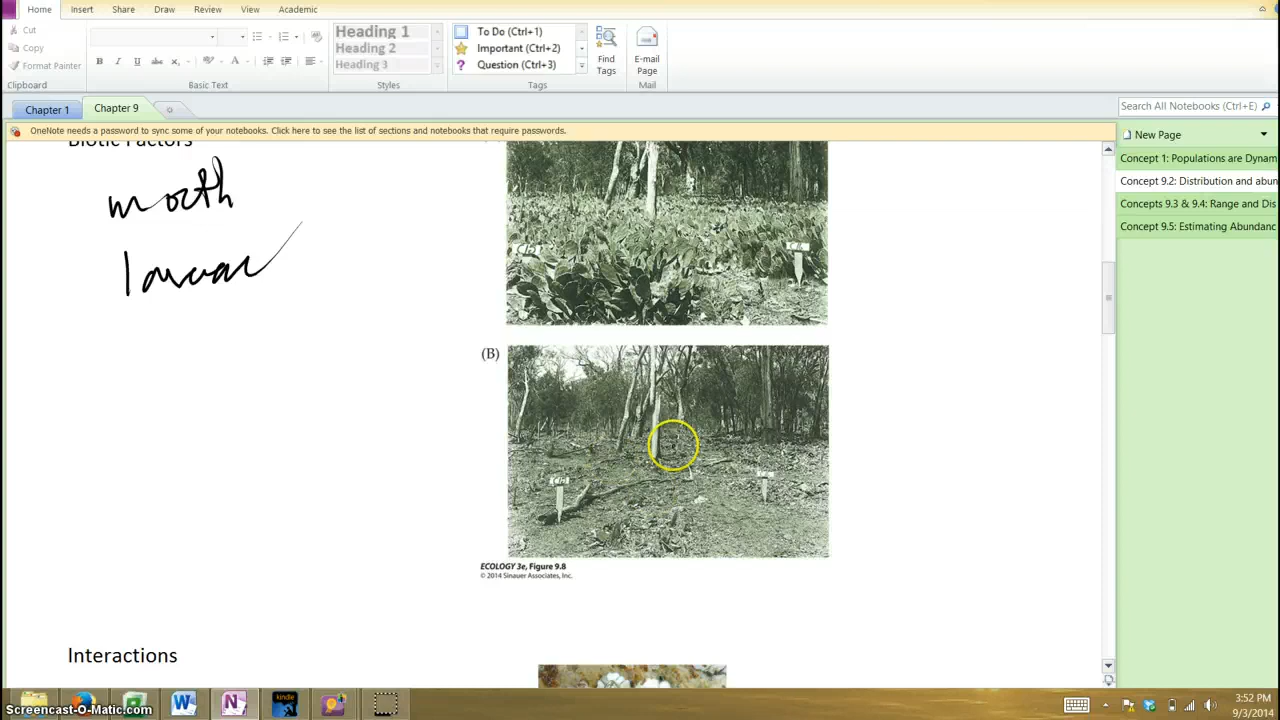 Home Insert Share Draw Review View Academic
Cut
Copy
Format Painter
Clipboard
B I U abc
Basic Text
Heading 1
Heading 2
Heading 3
Styles
To Do (Ctrl+1)
Important (Ctrl+2)
Question (Ctrl+3)
Tags
Find
Tags
E-mail
Page
Mail
Chapter 1 Chapter 9
Search All Notebooks (Ctrl+E)
OneNote needs a password to sync some of your notebooks. Click here to see the list of sections and notebooks that require passwords.
New Page
Concept 1: Populations are Dynam
Concept 9.2: Distribution and abun
Concepts 9.3 & 9.4: Range and Dis
Concept 9.5: Estimating Abundanc
Biotic Factors
moth
larvae
(B)
ECOLOGY 3e, Figure 9.8
© 2014 Sinauer Associates, Inc.
Interactions
kindle
Screencast-O-Matic.com
3:52 PM
9/3/2014